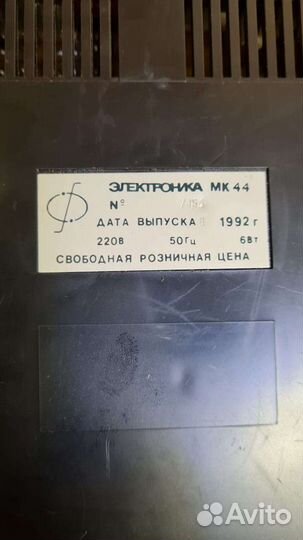 ЭЛЕКТРОНИКА МК 44
№
ДАТА ВЫПУСКА 1992 г
220В 50Гц 6Вт
СВОБОДНАЯ РОЗНИЧНАЯ ЦЕНА
Avito